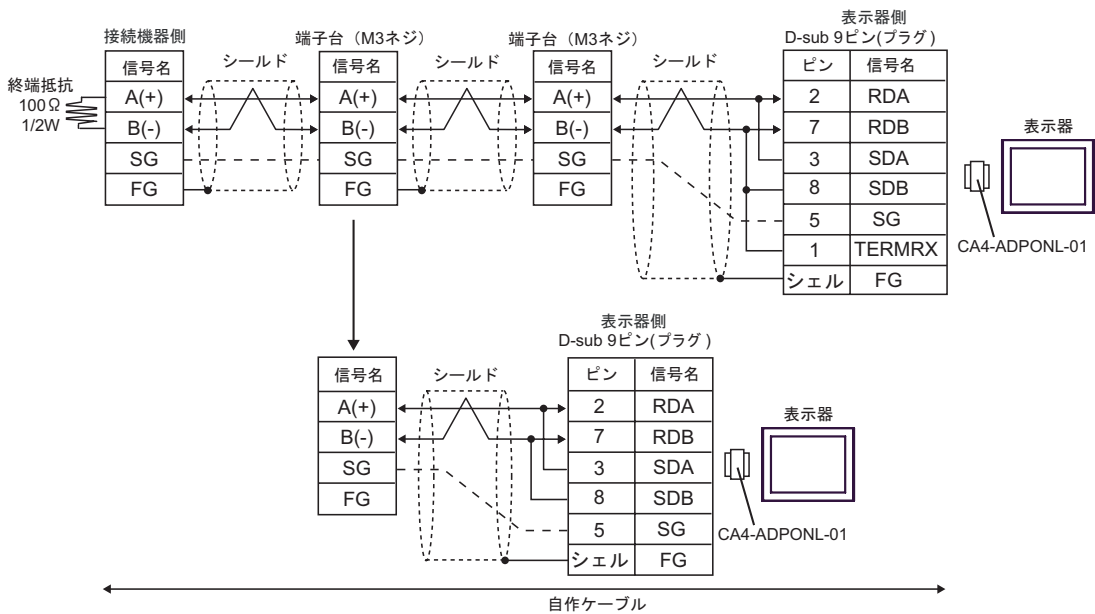 接続機器側
終端抵抗
100Ω
1/2W
信号名
A(+)
B(-)
SG
FG
シールド
端子台（M3ネジ）
信号名
A(+)
B(-)
SG
FG
シールド
端子台（M3ネジ）
信号名
A(+)
B(-)
SG
FG
シールド
表示器側
D-sub 9ピン(プラグ)
ピン 信号名
2 RDA
7 RDB
3 SDA
8 SDB
5 SG
1 TERMRX
シェル FG
表示器
CA4-ADPONL-01
信号名
A(+)
B(-)
SG
FG
シールド
表示器側
D-sub 9ピン(プラグ)
ピン 信号名
2 RDA
7 RDB
3 SDA
8 SDB
5 SG
シェル FG
表示器
CA4-ADPONL-01
自作ケーブル